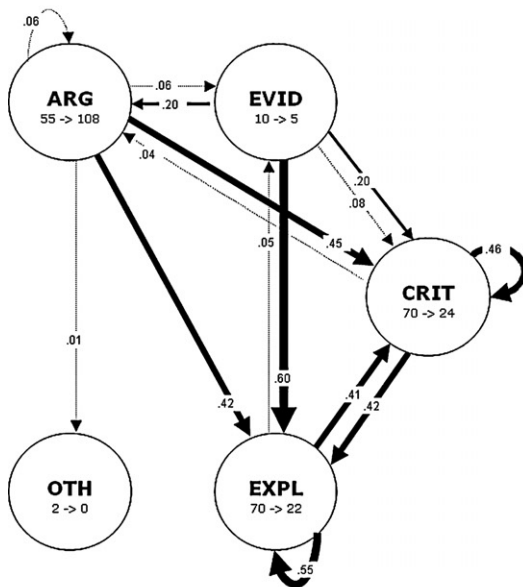 .06
ARG
55 -> 108
.06
.20
EVID
10 -> 5
.04
.20
.08
.45
.05
.46
CRIT
70 -> 24
.01
.60
.42
.41
.42
OTH
2 -> 0
EXPL
70 -> 22
.55